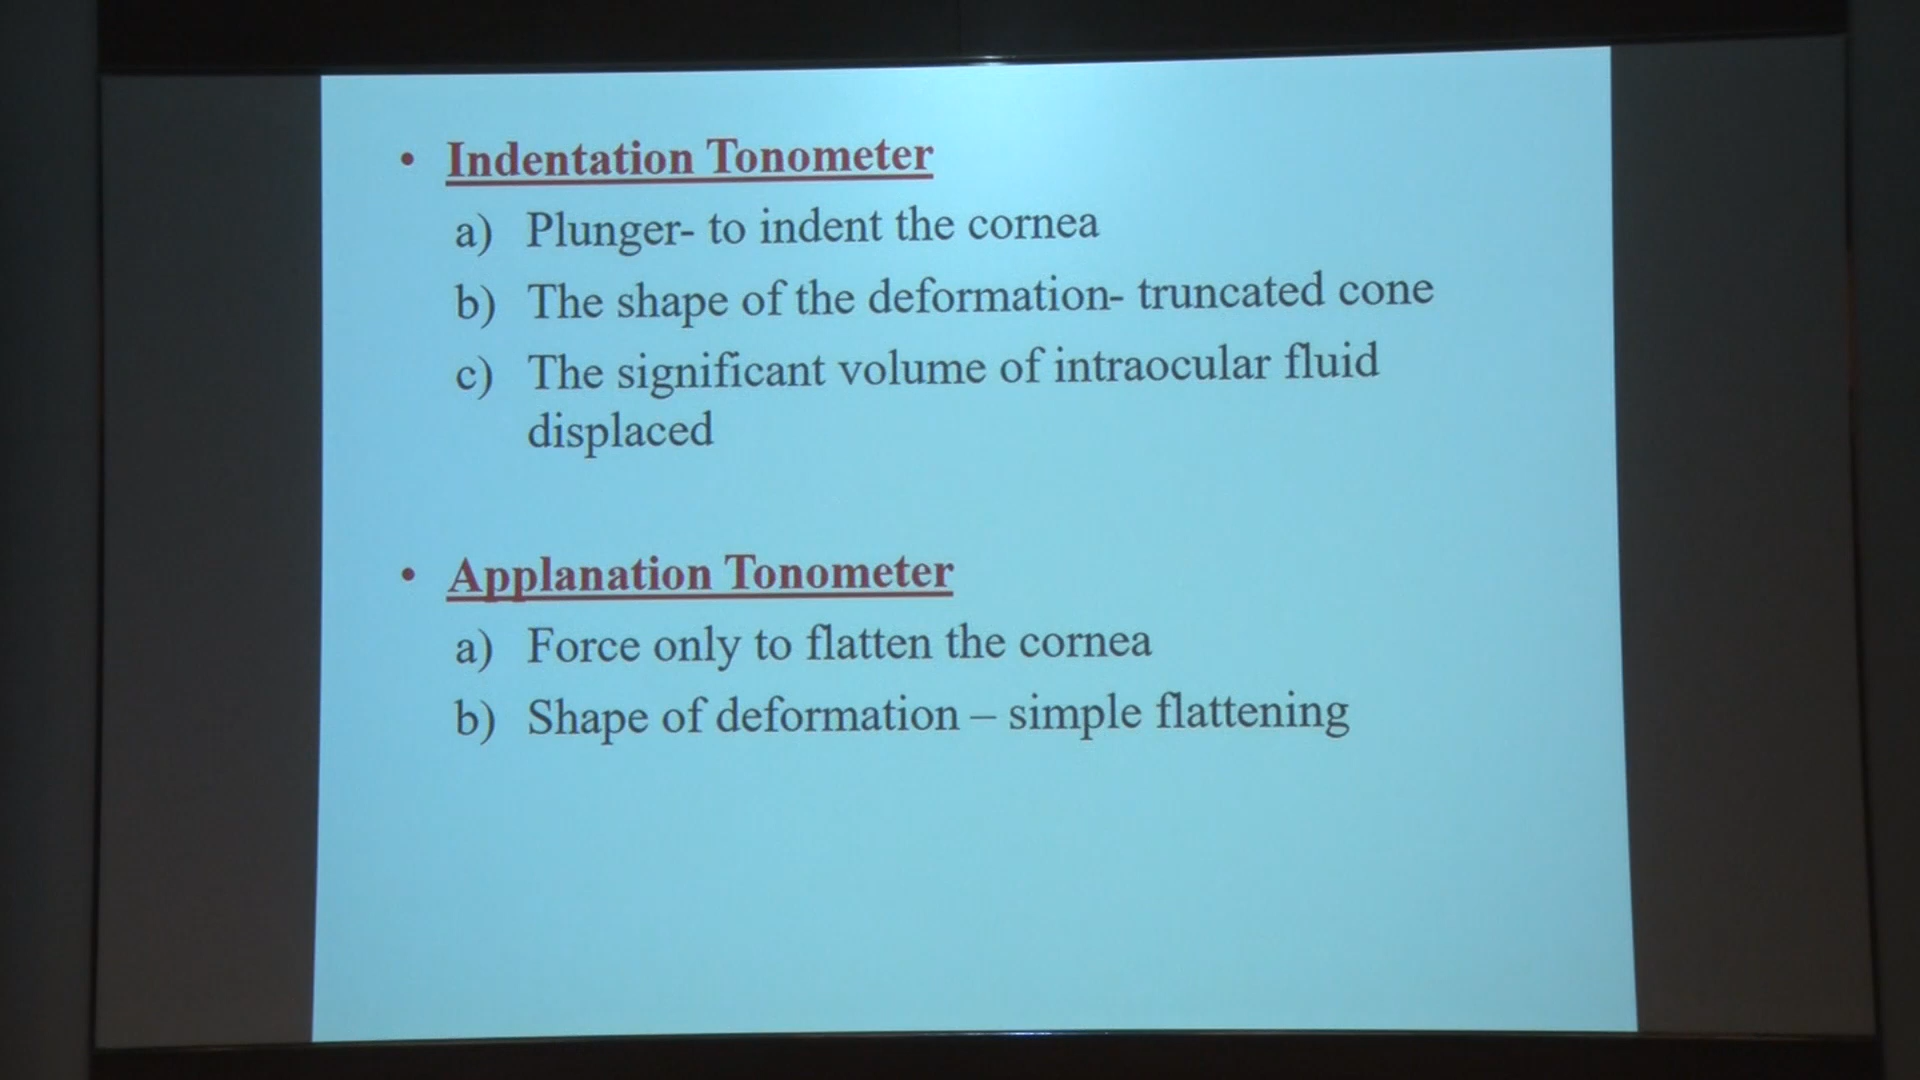 • Indentation Tonometer
a) Plunger- to indent the cornea
b) The shape of the deformation- truncated cone
c) The significant volume of intraocular fluid
displaced
• Applanation Tonometer
a) Force only to flatten the cornea
b) Shape of deformation – simple flattening